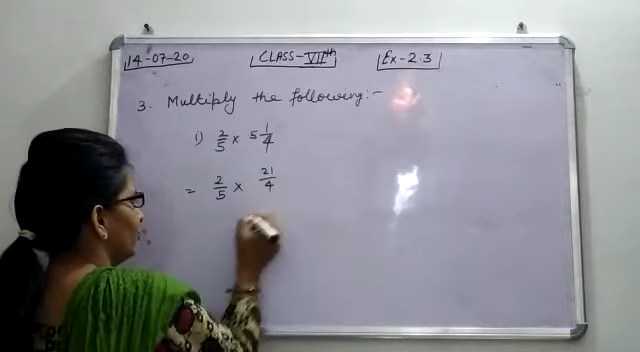 14-07-20 CLASS-VIIth Ex-2.3
3. Multiply the following:-
i) 2/5 × 5 1/4
= 2/5 × 21/4